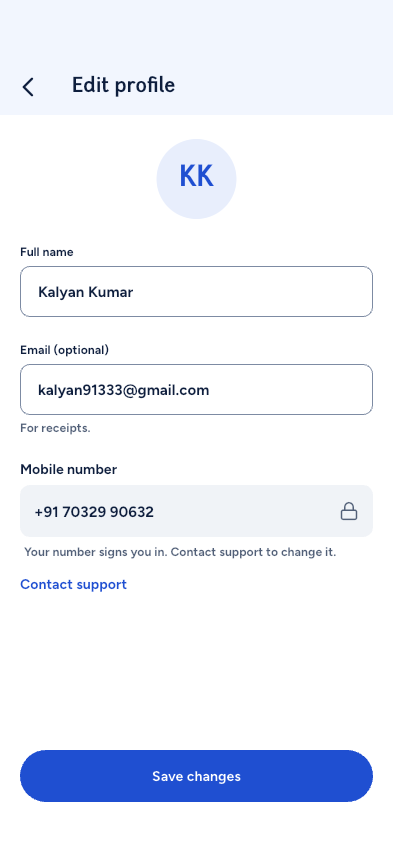 Edit profile
KK
Full name
Kalyan Kumar
Email (optional)
kalyan91333@gmail.com
For receipts.
Mobile number
+91 70329 90632
Your number signs you in. Contact support to change it.
Contact support
Save changes